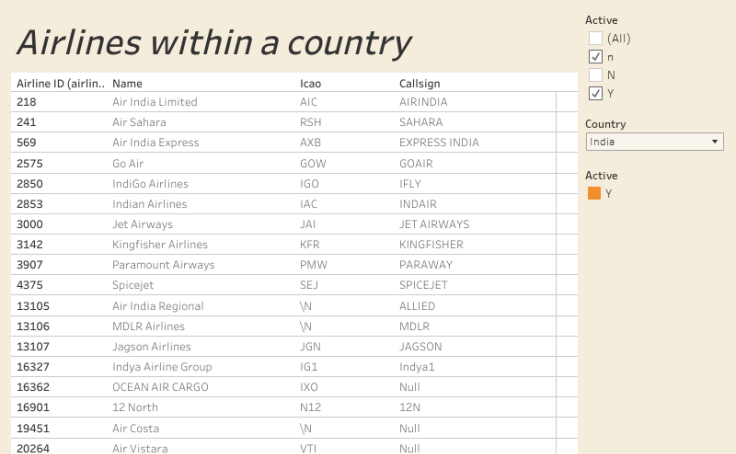 Airlines within a country
Airline ID (airlin.. Name Icao Callsign
218 Air India Limited AIC AIRINDIA
241 Air Sahara RSH SAHARA
569 Air India Express AXB EXPRESS INDIA
2575 Go Air GOW GOAIR
2850 IndiGo Airlines IGO IFLY
2853 Indian Airlines IAC INDAIR
3000 Jet Airways JAI JET AIRWAYS
3142 Kingfisher Airlines KFR KINGFISHER
3907 Paramount Airways PMW PARAWAY
4375 Spicejet SEJ SPICEJET
13105 Air India Regional \N ALLIED
13106 MDLR Airlines \N MDLR
13107 Jagson Airlines JGN JAGSON
16327 Indya Airline Group IG1 Indya1
16362 OCEAN AIR CARGO IXO Null
16901 12 North N12 12N
19451 Air Costa \N Null
20264 Air Vistara VTI Null
Active
(All)
n
N
Y
Country
India
Active
Y